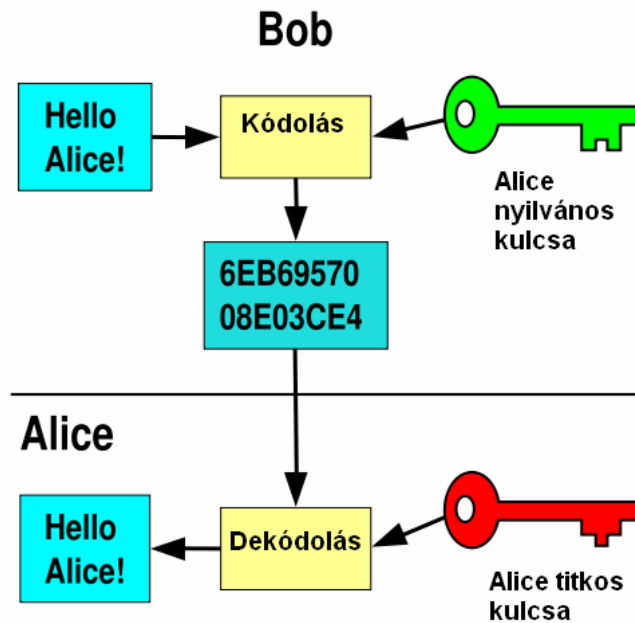 Bob
Hello
Alice!
Kódolás
Alice
nyilvános
kulcsa
6EB69570
08E03CE4
Alice
Hello
Alice!
Dekódolás
Alice titkos
kulcsa